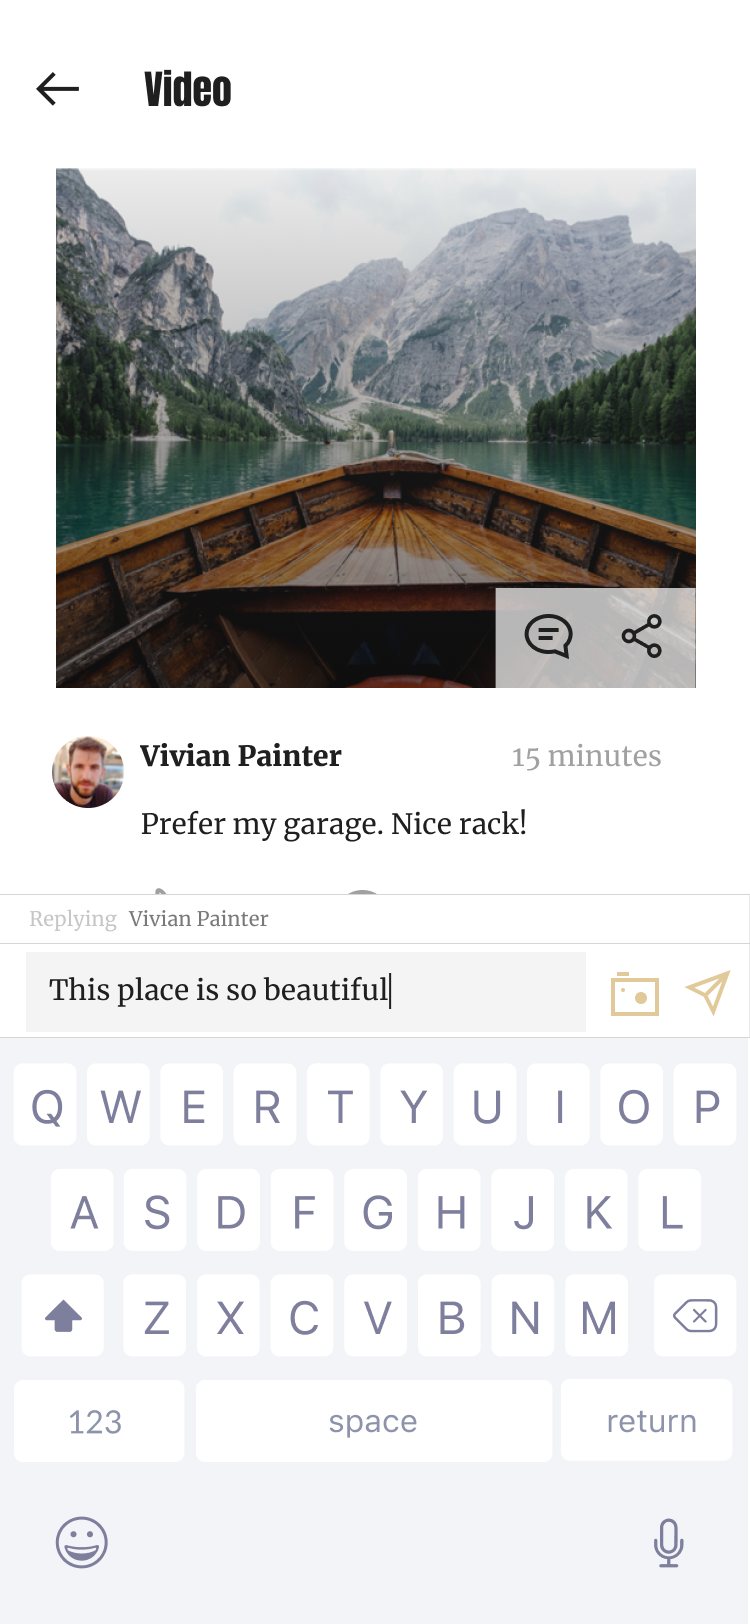 Video
Vivian Painter 15 minutes
Prefer my garage. Nice rack!
Replying Vivian Painter
This place is so beautiful
Q W E R T Y U I O P
A S D F G H J K L
Z X C V B N M
123 space return